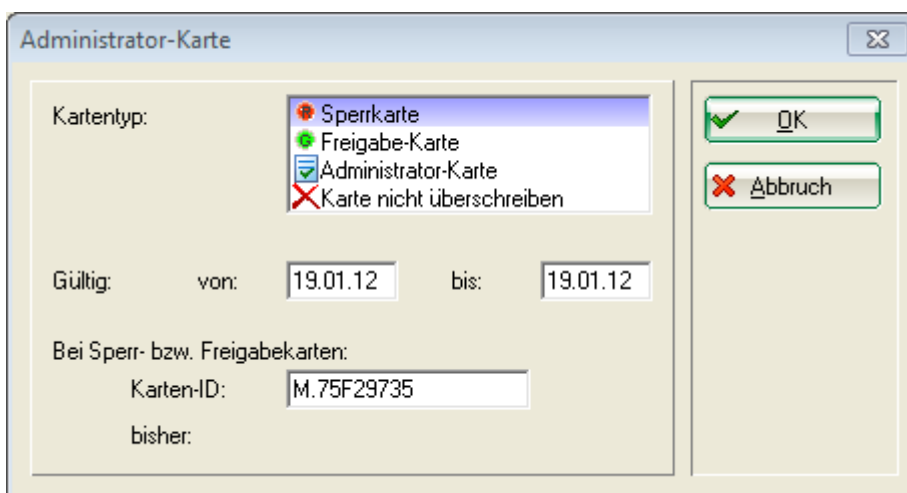 Administrator-Karte
Kartentyp:
Sperrkarte
Freigabe-Karte
Administrator-Karte
Karte nicht überschreiben
OK
Abbruch
Gültig: von: 19.01.12 bis: 19.01.12
Bei Sperr- bzw. Freigabekarten:
Karten-ID: M.75F29735
bisher: